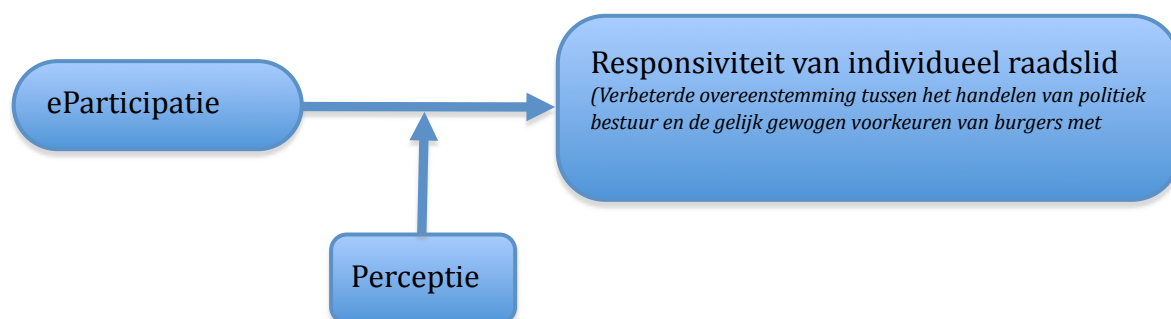 eParticipatie
Responsiviteit van individueel raadslid
(Verbeterde overeenstemming tussen het handelen van politiek
bestuur en de gelijk gewogen voorkeuren van burgers met
Perceptie